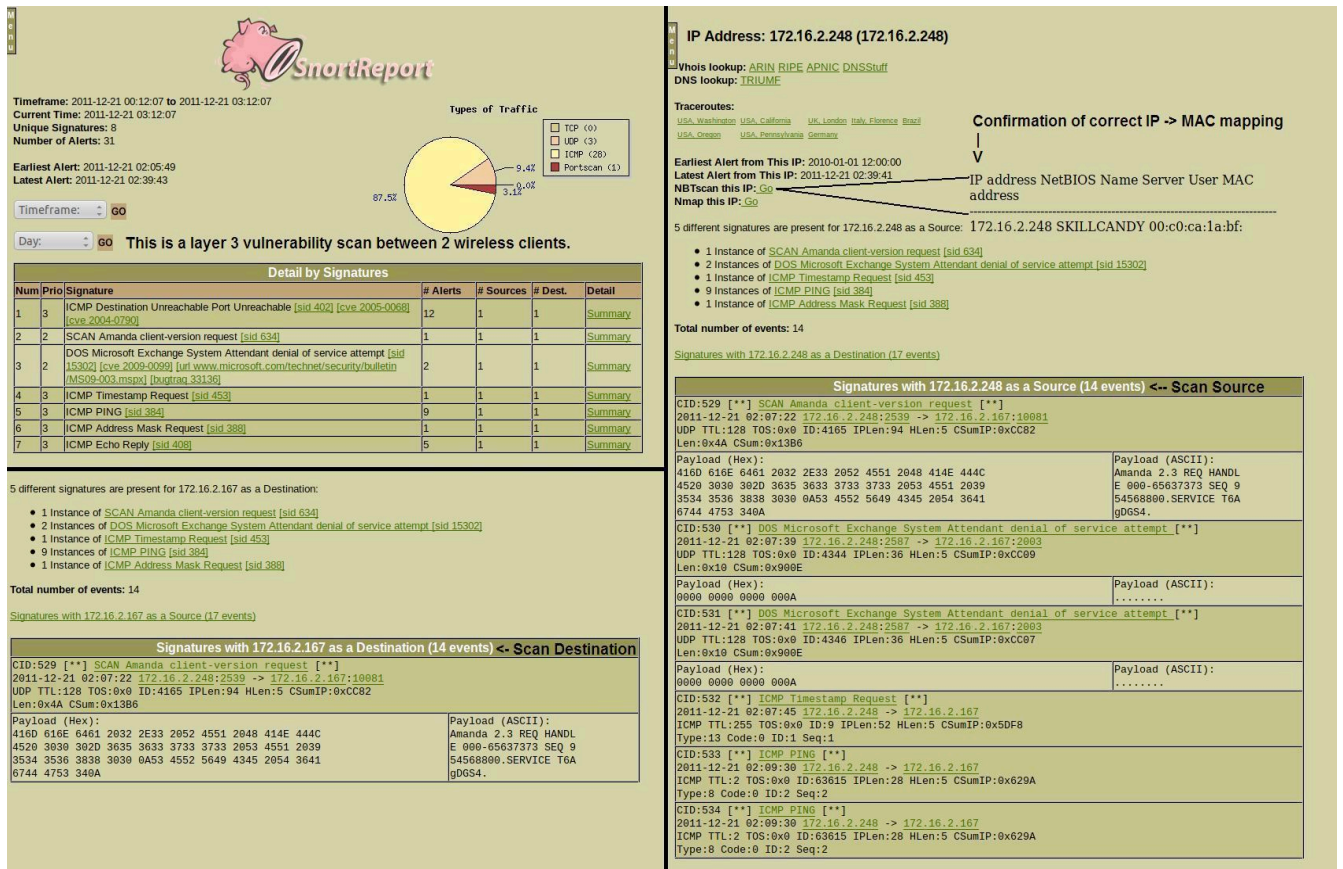 Menu
SnortReport
Timeframe: 2011-12-21 00:12:07 to 2011-12-21 03:12:07
Current Time: 2011-12-21 03:12:07
Unique Signatures: 8
Number of Alerts: 31
Earliest Alert: 2011-12-21 02:05:49
Latest Alert: 2011-12-21 02:39:43
Types of Traffic
TCP (0)
UDP (3)
ICMP (28)
Portscan (1)
9.4%
0.0%
3.1%
87.5%
Timeframe: GO
Day: GO This is a layer 3 vulnerability scan between 2 wireless clients.
Detail by Signatures
Num Prio Signature # Alerts # Sources # Dest. Detail
1 3 ICMP Destination Unreachable Port Unreachable [sid 402] [cve 2005-0068] 12 1 1 Summary
[cve 2004-0790]
2 2 SCAN Amanda client-version request [sid 634] 1 1 1 Summary
3 2 DOS Microsoft Exchange System Attendant denial of service attempt [sid 2 1 1 Summary
15302] [cve 2009-0099] [url www.microsoft.com/technet/security/bulletin
/MS09-003.mspx] [bugtraq 33136]
4 3 ICMP Timestamp Request [sid 453] 1 1 1 Summary
5 3 ICMP PING [sid 384] 9 1 1 Summary
6 3 ICMP Address Mask Request [sid 388] 1 1 1 Summary
7 3 ICMP Echo Reply [sid 408] 5 1 1 Summary
5 different signatures are present for 172.16.2.167 as a Destination:
1 Instance of SCAN Amanda client-version request [sid 634]
2 Instances of DOS Microsoft Exchange System Attendant denial of service attempt [sid 15302]
1 Instance of ICMP Timestamp Request [sid 453]
9 Instances of ICMP PING [sid 384]
1 Instance of ICMP Address Mask Request [sid 388]
Total number of events: 14
Signatures with 172.16.2.167 as a Source (17 events)
Signatures with 172.16.2.167 as a Destination (14 events) <- Scan Destination
CID:529 [**] SCAN Amanda client-version request [**]
2011-12-21 02:07:22 172.16.2.248:2539 -> 172.16.2.167:10081
UDP TTL:128 TOS:0x0 ID:4165 IPLen:94 HLen:5 CSumIP:0xCC82
Len:0x4A CSum:0x13B6
Payload (Hex): Payload (ASCII):
416D 616E 6461 2032 2E33 2052 4551 2048 414E 444C Amanda 2.3 REQ HANDL
4520 3030 302D 3635 3633 3733 3733 2053 4551 2039 E 000-65637373 SEQ 9
3534 3536 3838 3030 0A53 4552 5649 4345 2054 3641 54568800.SERVICE T6A
6744 4753 340A gDGS4.
Menu
IP Address: 172.16.2.248 (172.16.2.248)
Whois lookup: ARIN RIPE APNIC DNSStuff
DNS lookup: TRIUMF
Traceroutes:
USA, Washington USA, California UK, London Italy, Florence Brazil
USA, Oregon USA, Pennsylvania Germany
Confirmation of correct IP -> MAC mapping
|
V
Earliest Alert from This IP: 2010-01-01 12:00:00
Latest Alert from This IP: 2011-12-21 02:39:41
NBTscan this IP: Go
Nmap this IP: Go
IP address NetBIOS Name Server User MAC
address
5 different signatures are present for 172.16.2.248 as a Source: 172.16.2.248 SKILLCANDY 00:c0:ca:1a:bf:
1 Instance of SCAN Amanda client-version request [sid 634]
2 Instances of DOS Microsoft Exchange System Attendant denial of service attempt [sid 15302]
1 Instance of ICMP Timestamp Request [sid 453]
9 Instances of ICMP PING [sid 384]
1 Instance of ICMP Address Mask Request [sid 388]
Total number of events: 14
Signatures with 172.16.2.248 as a Destination (17 events)
Signatures with 172.16.2.248 as a Source (14 events) <-- Scan Source
CID:529 [**] SCAN Amanda client-version request [**]
2011-12-21 02:07:22 172.16.2.248:2539 -> 172.16.2.167:10081
UDP TTL:128 TOS:0x0 ID:4165 IPLen:94 HLen:5 CSumIP:0xCC82
Len:0x4A CSum:0x13B6
Payload (Hex): Payload (ASCII):
416D 616E 6461 2032 2E33 2052 4551 2048 414E 444C Amanda 2.3 REQ HANDL
4520 3030 302D 3635 3633 3733 3733 2053 4551 2039 E 000-65637373 SEQ 9
3534 3536 3838 3030 0A53 4552 5649 4345 2054 3641 54568800.SERVICE T6A
6744 4753 340A gDGS4.
CID:530 [**] DOS Microsoft Exchange System Attendant denial of service attempt [**]
2011-12-21 02:07:39 172.16.2.248:2587 -> 172.16.2.167:2003
UDP TTL:128 TOS:0x0 ID:4344 IPLen:36 HLen:5 CSumIP:0xCC09
Len:0x10 CSum:0x900E
Payload (Hex): Payload (ASCII):
0000 0000 0000 000A ........
CID:531 [**] DOS Microsoft Exchange System Attendant denial of service attempt [**]
2011-12-21 02:07:41 172.16.2.248:2587 -> 172.16.2.167:2003
UDP TTL:128 TOS:0x0 ID:4346 IPLen:36 HLen:5 CSumIP:0xCC07
Len:0x10 CSum:0x900E
Payload (Hex): Payload (ASCII):
0000 0000 0000 000A ........
CID:532 [**] ICMP Timestamp Request [**]
2011-12-21 02:07:45 172.16.2.248 -> 172.16.2.167
ICMP TTL:255 TOS:0x0 ID:9 IPLen:52 HLen:5 CSumIP:0x5DF8
Type:13 Code:0 ID:1 Seq:1
CID:533 [**] ICMP PING [**]
2011-12-21 02:09:30 172.16.2.248 -> 172.16.2.167
ICMP TTL:2 TOS:0x0 ID:63615 IPLen:28 HLen:5 CSumIP:0x629A
Type:8 Code:0 ID:2 Seq:2
CID:534 [**] ICMP PING [**]
2011-12-21 02:09:30 172.16.2.248 -> 172.16.2.167
ICMP TTL:2 TOS:0x0 ID:63615 IPLen:28 HLen:5 CSumIP:0x629A
Type:8 Code:0 ID:2 Seq:2